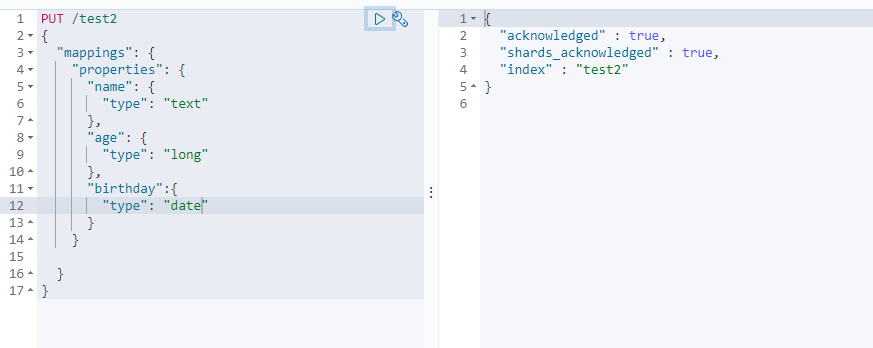 1 PUT /test2
2 {
3 "mappings": {
4 "properties": {
5 "name": {
6 "type": "text"
7 },
8 "age": {
9 "type": "long"
10 },
11 "birthday":{
12 "type": "date"
13 }
14 }
15
16 }
17 }
1 {
2 "acknowledged" : true,
3 "shards_acknowledged" : true,
4 "index" : "test2"
5 }
6